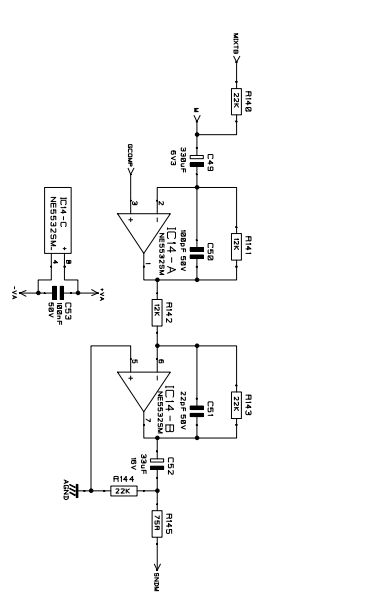 MIXTB
R140
22K
M
C49
330uF
6V3
GCOMP
R141
12K
C50
100pF 50V
2
3
1
IC14-A
NE5532SM
IC14-C
NE5532SM
8
4
+VA
-VA
C53
100nF
50V
R142
12K
R143
22K
C51
22pF 50V
6
5
7
IC14-B
NE5532SM
C52
33uF
16V
R144
22K
AGND
R145
75R
SNDM